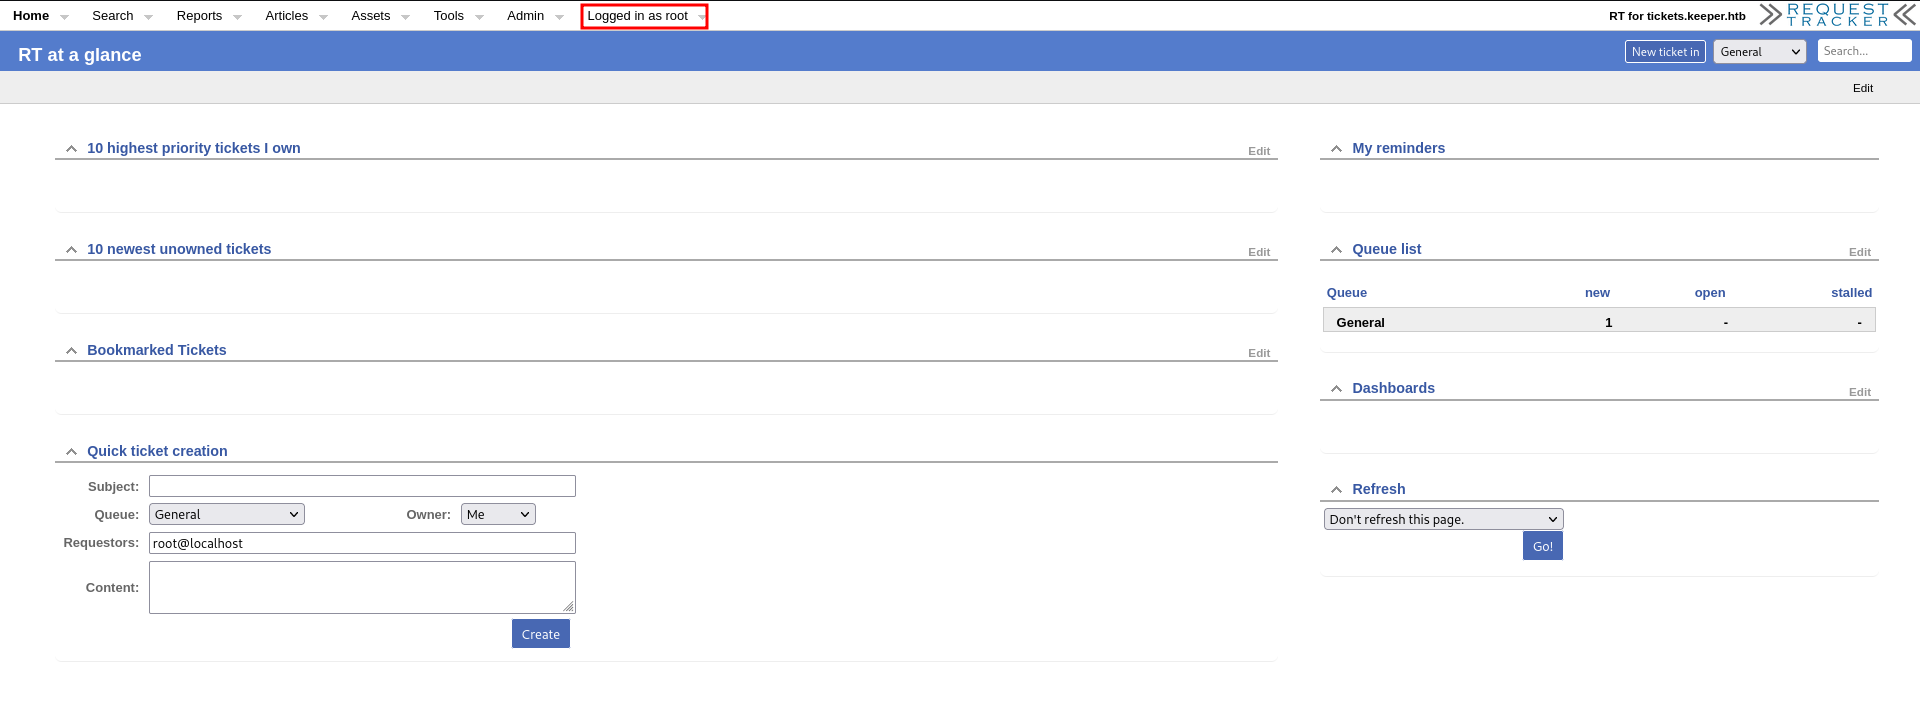 Home Search Reports Articles Assets Tools Admin Logged in as root RT for tickets.keeper.htb REQUEST TRACKER
RT at a glance New ticket in General Search...
Edit
10 highest priority tickets I own Edit
My reminders
10 newest unowned tickets Edit
Queue list Edit
Queue new open stalled
General 1 - -
Bookmarked Tickets Edit
Dashboards Edit
Quick ticket creation
Subject:
Queue: General Owner: Me
Requestors: root@localhost
Content:
Create
Refresh
Don't refresh this page.
Go!